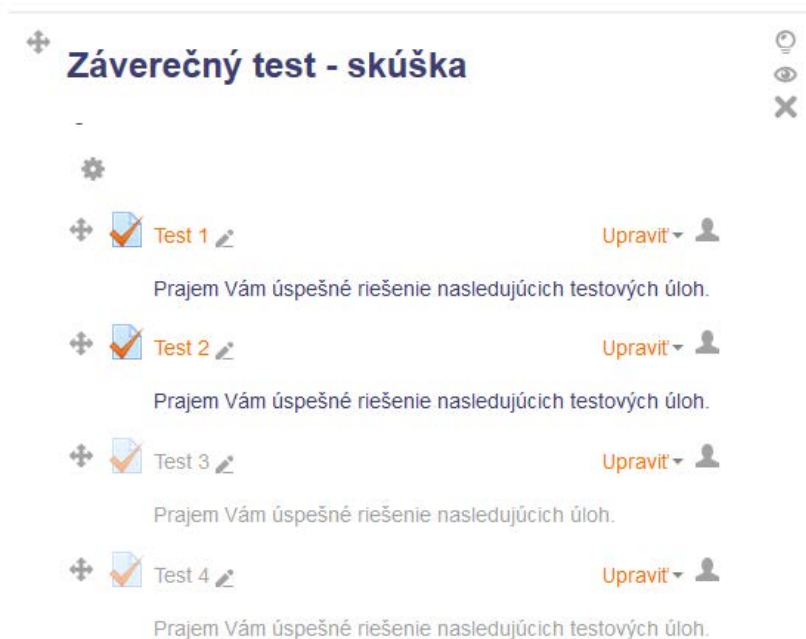 Záverečný test - skúška
-
Test 1 Upraviť
Prajem Vám úspešné riešenie nasledujúcich testových úloh.
Test 2 Upraviť
Prajem Vám úspešné riešenie nasledujúcich testových úloh.
Test 3 Upraviť
Prajem Vám úspešné riešenie nasledujúcich úloh.
Test 4 Upraviť
Prajem Vám úspešné riešenie nasledujúcich testových úloh.